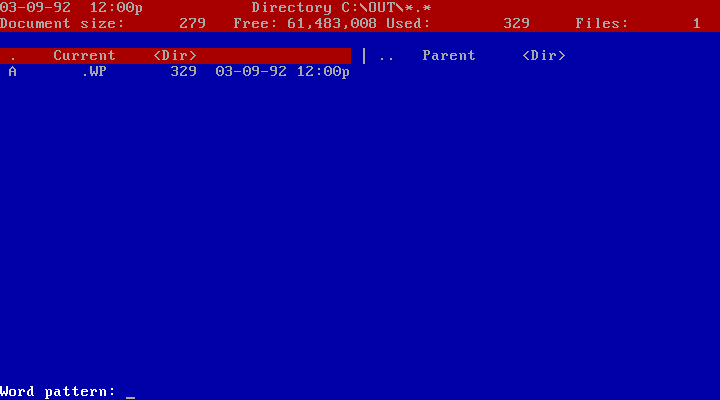 03-09-92  12:00p            Directory C:\OUT\*.*
Document size:      279   Free: 61,483,008 Used:        329     Files:       1
 .    Current    <Dir>                  │ ..   Parent     <Dir>
 A       .WP       329  03-09-92 12:00p
Word pattern: _